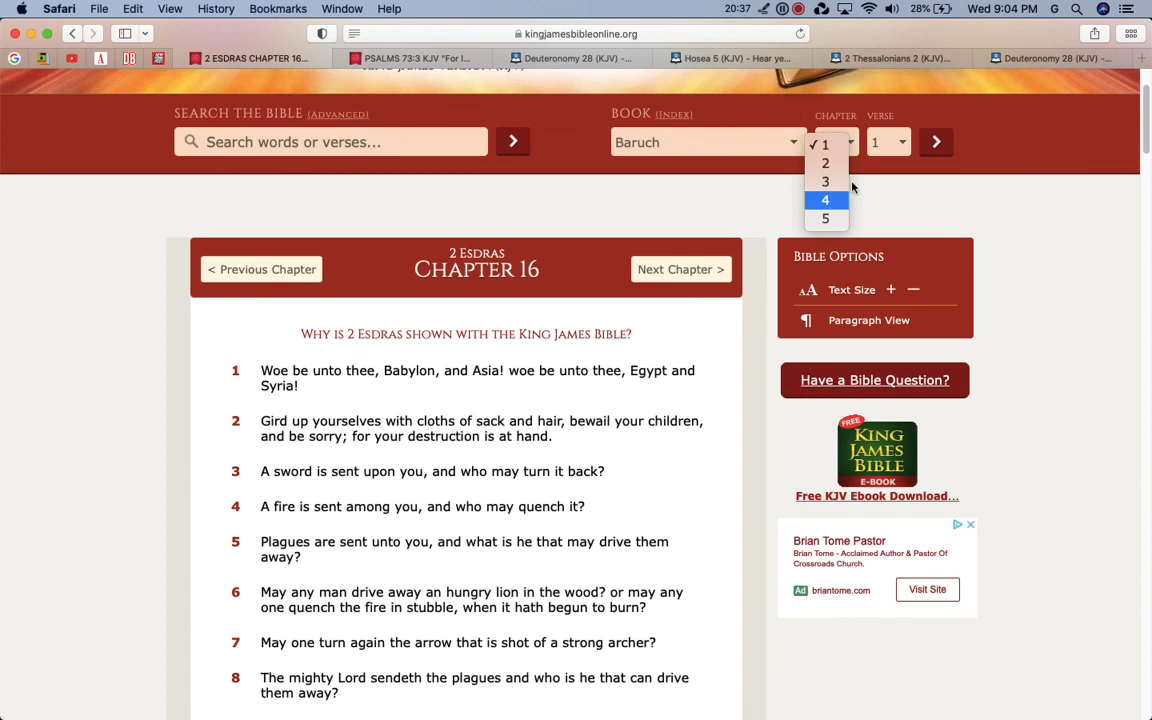 Safari File Edit View History Bookmarks Window Help 20:37 28% Wed 9:04 PM G
kingjamesbibleonline.org
2 ESDRAS CHAPTER 16... PSALMS 73:3 KJV "For I... Deuteronomy 28 (KJV) -... Hosea 5 (KJV) - Hear ye... 2 Thessalonians 2 (KJV)... Deuteronomy 28 (KJV) -...
SEARCH THE BIBLE (ADVANCED)
Search words or verses...
BOOK (INDEX) CHAPTER VERSE
Baruch 1
✓ 1
2
3
4
5
2 ESDRAS
CHAPTER 16
< Previous Chapter
Next Chapter >
WHY IS 2 ESDRAS SHOWN WITH THE KING JAMES BIBLE?
1 Woe be unto thee, Babylon, and Asia! woe be unto thee, Egypt and
Syria!
2 Gird up yourselves with cloths of sack and hair, bewail your children,
and be sorry; for your destruction is at hand.
3 A sword is sent upon you, and who may turn it back?
4 A fire is sent among you, and who may quench it?
5 Plagues are sent unto you, and what is he that may drive them
away?
6 May any man drive away an hungry lion in the wood? or may any
one quench the fire in stubble, when it hath begun to burn?
7 May one turn again the arrow that is shot of a strong archer?
8 The mighty Lord sendeth the plagues and who is he that can drive
them away?
BIBLE OPTIONS
AA Text Size + —
¶ Paragraph View
Have a Bible Question?
FREE
KING
JAMES
BIBLE
E-BOOK
Free KJV Ebook Download...
Brian Tome Pastor
Brian Tome - Acclaimed Author & Pastor Of
Crossroads Church.
Ad briantome.com
Visit Site